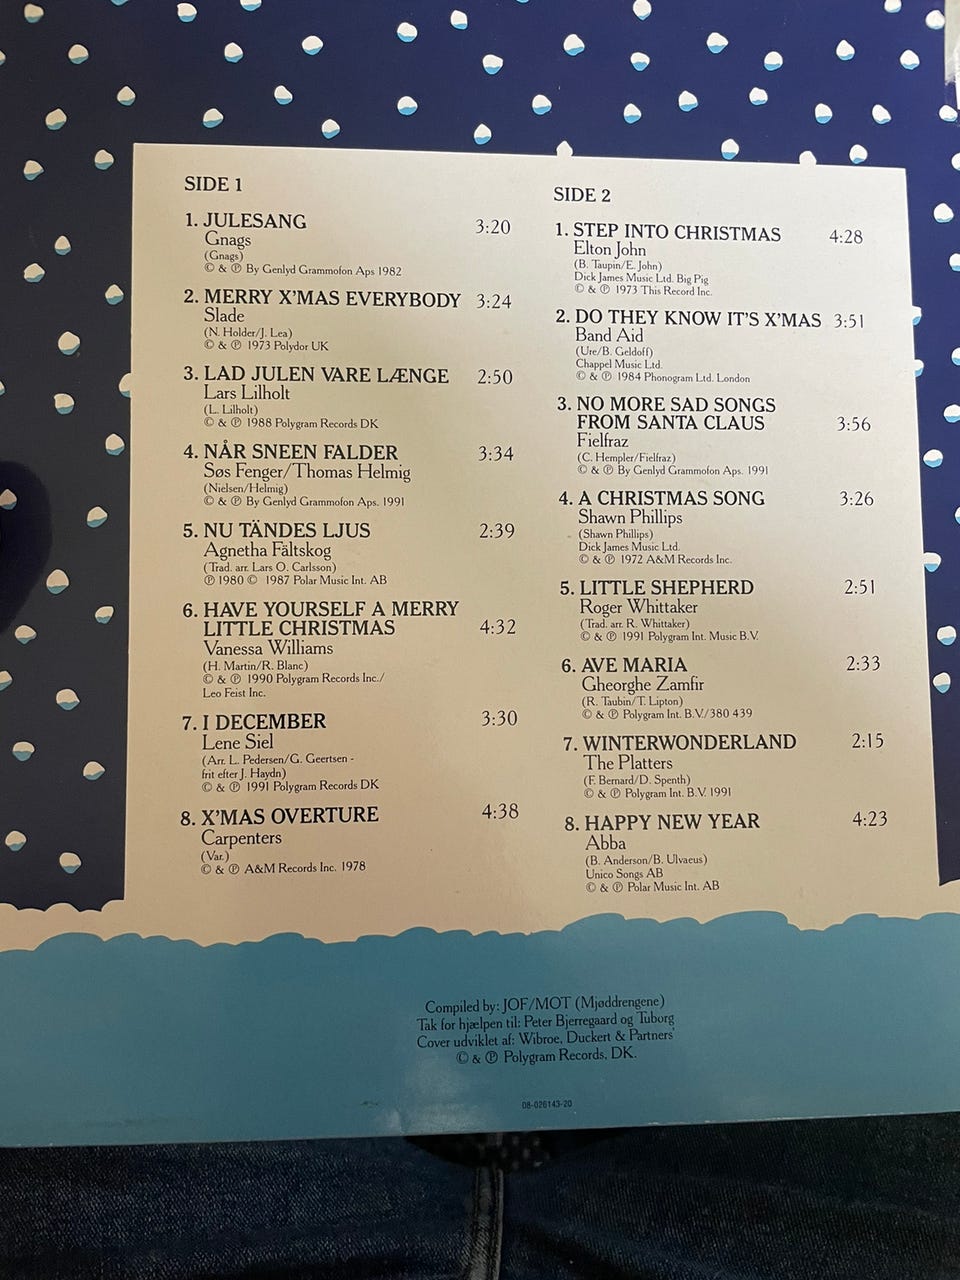 SIDE 1
1. JULESANG 3:20
Gnags
(Gnags)
© & ℗ By Genlyd Grammofon Aps 1982
2. MERRY X'MAS EVERYBODY 3:24
Slade
(N. Holder/J. Lea)
© & ℗ 1973 Polydor UK
3. LAD JULEN VARE LÆNGE 2:50
Lars Lilholt
(L. Lilholt)
© & ℗ 1988 Polygram Records DK
4. NÅR SNEEN FALDER 3:34
Søs Fenger/Thomas Helmig
(Nielsen/Helmig)
© & ℗ By Genlyd Grammofon Aps. 1991
5. NU TÄNDES LJUS 2:39
Agnetha Fältskog
(Trad. arr. Lars O. Carlsson)
℗ 1980 © 1987 Polar Music Int. AB
6. HAVE YOURSELF A MERRY
LITTLE CHRISTMAS 4:32
Vanessa Williams
(H. Martin/R. Blanc)
© & ℗ 1990 Polygram Records Inc./
Leo Feist Inc.
7. I DECEMBER 3:30
Lene Siel
(Arr. L. Pedersen/G. Geertsen -
frit efter J. Haydn)
© & ℗ 1991 Polygram Records DK
8. X'MAS OVERTURE 4:38
Carpenters
(Var.)
© & ℗ A&M Records Inc. 1978
SIDE 2
1. STEP INTO CHRISTMAS 4:28
Elton John
(B. Taupin/E. John)
Dick James Music Ltd. Big Pig
© & ℗ 1973 This Record Inc.
2. DO THEY KNOW IT'S X'MAS 3:51
Band Aid
(Ure/B. Geldoff)
Chappel Music Ltd.
© & ℗ 1984 Phonogram Ltd. London
3. NO MORE SAD SONGS
FROM SANTA CLAUS 3:56
Fielfraz
(C. Hempler/Fielfraz)
© & ℗ By Genlyd Grammofon Aps. 1991
4. A CHRISTMAS SONG 3:26
Shawn Phillips
(Shawn Phillips)
Dick James Music Ltd.
© & ℗ 1972 A&M Records Inc.
5. LITTLE SHEPHERD 2:51
Roger Whittaker
(Trad. arr. R. Whittaker)
© & ℗ 1991 Polygram Int. Music B.V.
6. AVE MARIA 2:33
Gheorghe Zamfir
(R. Taubin/T. Lipton)
© & ℗ Polygram Int. B.V./380 439
7. WINTERWONDERLAND 2:15
The Platters
(F. Bernard/D. Spenth)
© & ℗ Polygram Int. B.V. 1991
8. HAPPY NEW YEAR 4:23
Abba
(B. Anderson/B. Ulvaeus)
Unico Songs AB
© & ℗ Polar Music Int. AB
Compiled by: JOF/MOT (Mjøddrengene)
Tak for hjælpen til: Peter Bjerregaard og Tuborg
Cover udviklet af: Wibroe, Duckert & Partners'
© & ℗ Polygram Records, DK.
08-026143-20